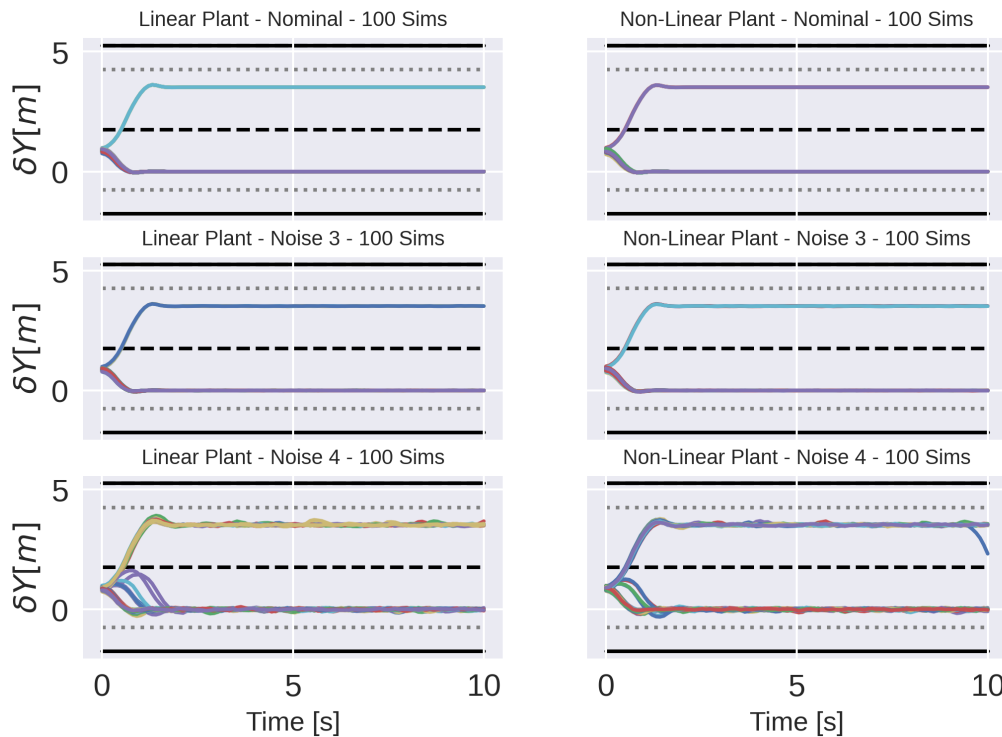 Linear Plant - Nominal - 100 Sims
Non-Linear Plant - Nominal - 100 Sims
5
0
δY[m]
Linear Plant - Noise 3 - 100 Sims
Non-Linear Plant - Noise 3 - 100 Sims
5
0
δY[m]
Linear Plant - Noise 4 - 100 Sims
Non-Linear Plant - Noise 4 - 100 Sims
5
0
δY[m]
0 5 10
0 5 10
Time [s]
Time [s]